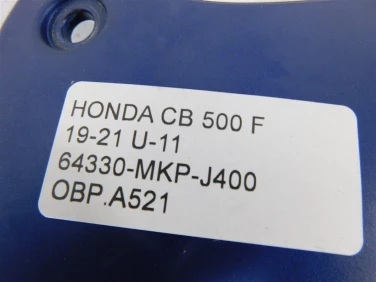 HONDA CB 500 F
19-21 U-11
64330-MKP-J400
OBP.A521